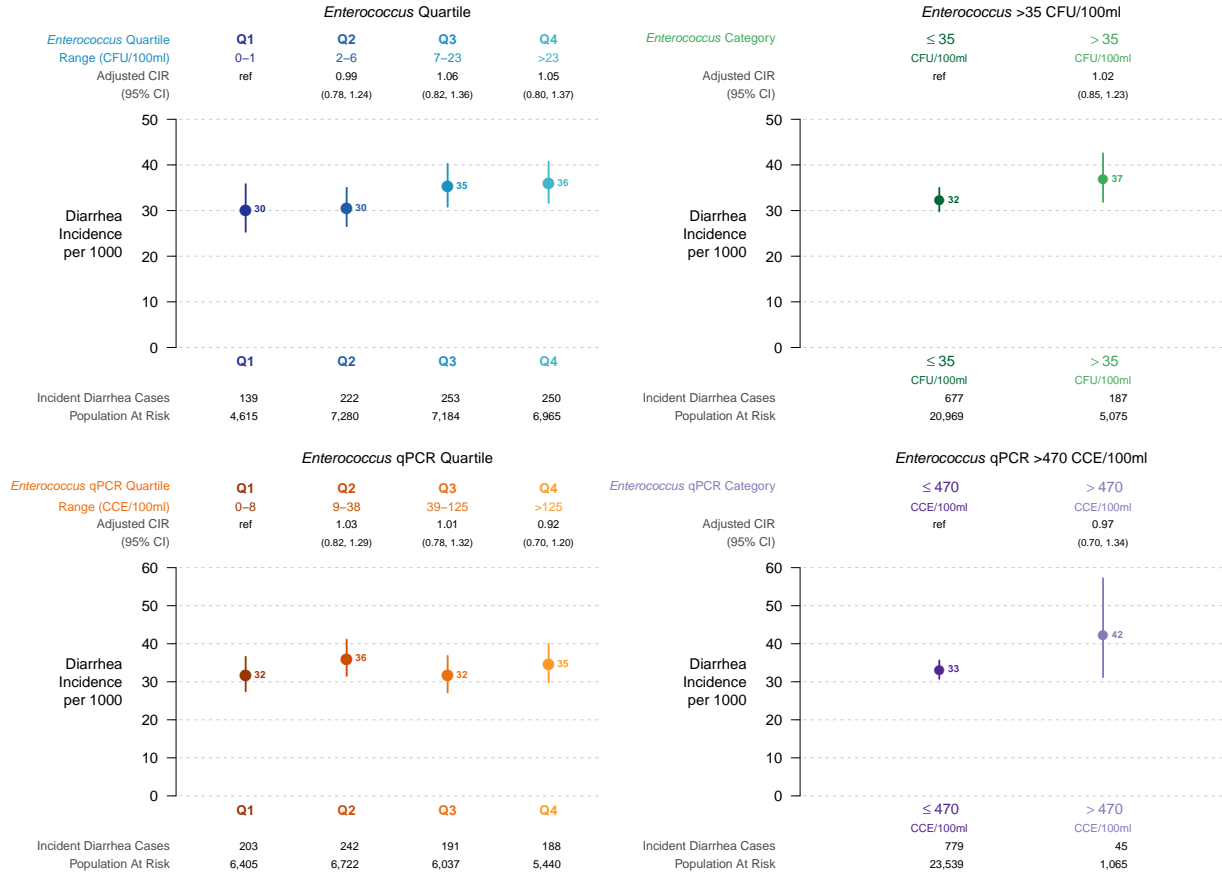 Enterococcus Quartile
Enterococcus Quartile Q1 Q2 Q3 Q4
Range (CFU/100ml) 0–1 2–6 7–23 >23
Adjusted CIR ref 0.99 1.06 1.05
(95% CI) (0.78, 1.24) (0.82, 1.36) (0.80, 1.37)
50
40
30
20
10
0
Diarrhea
Incidence
per 1000
30 30 35 36
Q1 Q2 Q3 Q4
Incident Diarrhea Cases 139 222 253 250
Population At Risk 4,615 7,280 7,184 6,965
Enterococcus >35 CFU/100ml
Enterococcus Category ≤ 35 > 35
CFU/100ml CFU/100ml
Adjusted CIR ref 1.02
(95% CI) (0.85, 1.23)
50
40
30
20
10
0
Diarrhea
Incidence
per 1000
32 37
≤ 35 > 35
CFU/100ml CFU/100ml
Incident Diarrhea Cases 677 187
Population At Risk 20,969 5,075
Enterococcus qPCR Quartile
Enterococcus qPCR Quartile Q1 Q2 Q3 Q4
Range (CCE/100ml) 0–8 9–38 39–125 >125
Adjusted CIR ref 1.03 1.01 0.92
(95% CI) (0.82, 1.29) (0.78, 1.32) (0.70, 1.20)
60
50
40
30
20
10
0
Diarrhea
Incidence
per 1000
32 36 32 35
Q1 Q2 Q3 Q4
Incident Diarrhea Cases 203 242 191 188
Population At Risk 6,405 6,722 6,037 5,440
Enterococcus qPCR >470 CCE/100ml
Enterococcus qPCR Category ≤ 470 > 470
CCE/100ml CCE/100ml
Adjusted CIR ref 0.97
(95% CI) (0.70, 1.34)
60
50
40
30
20
10
0
Diarrhea
Incidence
per 1000
33 42
≤ 470 > 470
CCE/100ml CCE/100ml
Incident Diarrhea Cases 779 45
Population At Risk 23,539 1,065